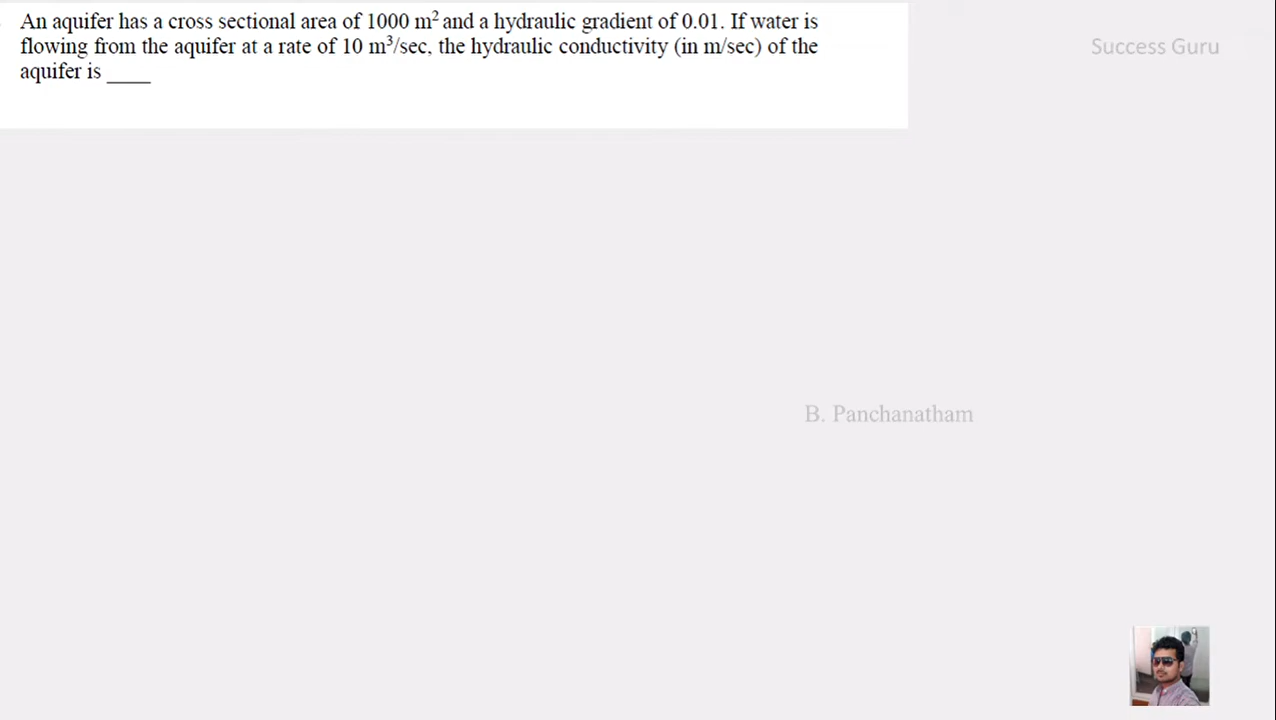 An aquifer has a cross sectional area of 1000 m² and a hydraulic gradient of 0.01. If water is
flowing from the aquifer at a rate of 10 m³/sec, the hydraulic conductivity (in m/sec) of the
aquifer is ____
Success Guru
B. Panchanatham